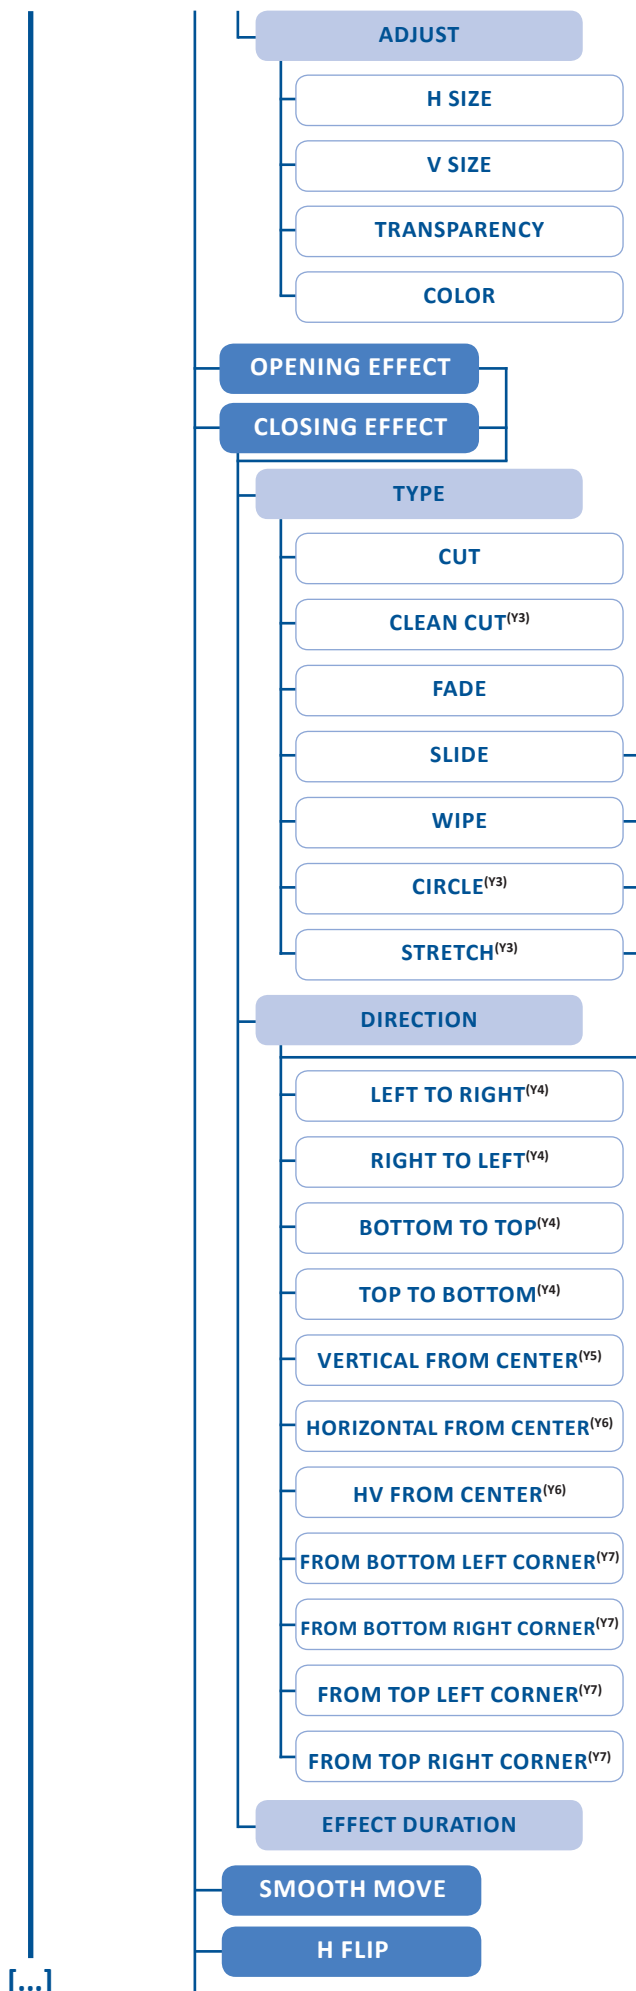 ADJUST
H SIZE
V SIZE
TRANSPARENCY
COLOR
OPENING EFFECT
CLOSING EFFECT
TYPE
CUT
CLEAN CUT(Y3)
FADE
SLIDE
WIPE
CIRCLE(Y3)
STRETCH(Y3)
DIRECTION
LEFT TO RIGHT(Y4)
RIGHT TO LEFT(Y4)
BOTTOM TO TOP(Y4)
TOP TO BOTTOM(Y4)
VERTICAL FROM CENTER(Y5)
HORIZONTAL FROM CENTER(Y6)
HV FROM CENTER(Y6)
FROM BOTTOM LEFT CORNER(Y7)
FROM BOTTOM RIGHT CORNER(Y7)
FROM TOP LEFT CORNER(Y7)
FROM TOP RIGHT CORNER(Y7)
EFFECT DURATION
SMOOTH MOVE
H FLIP
[...]